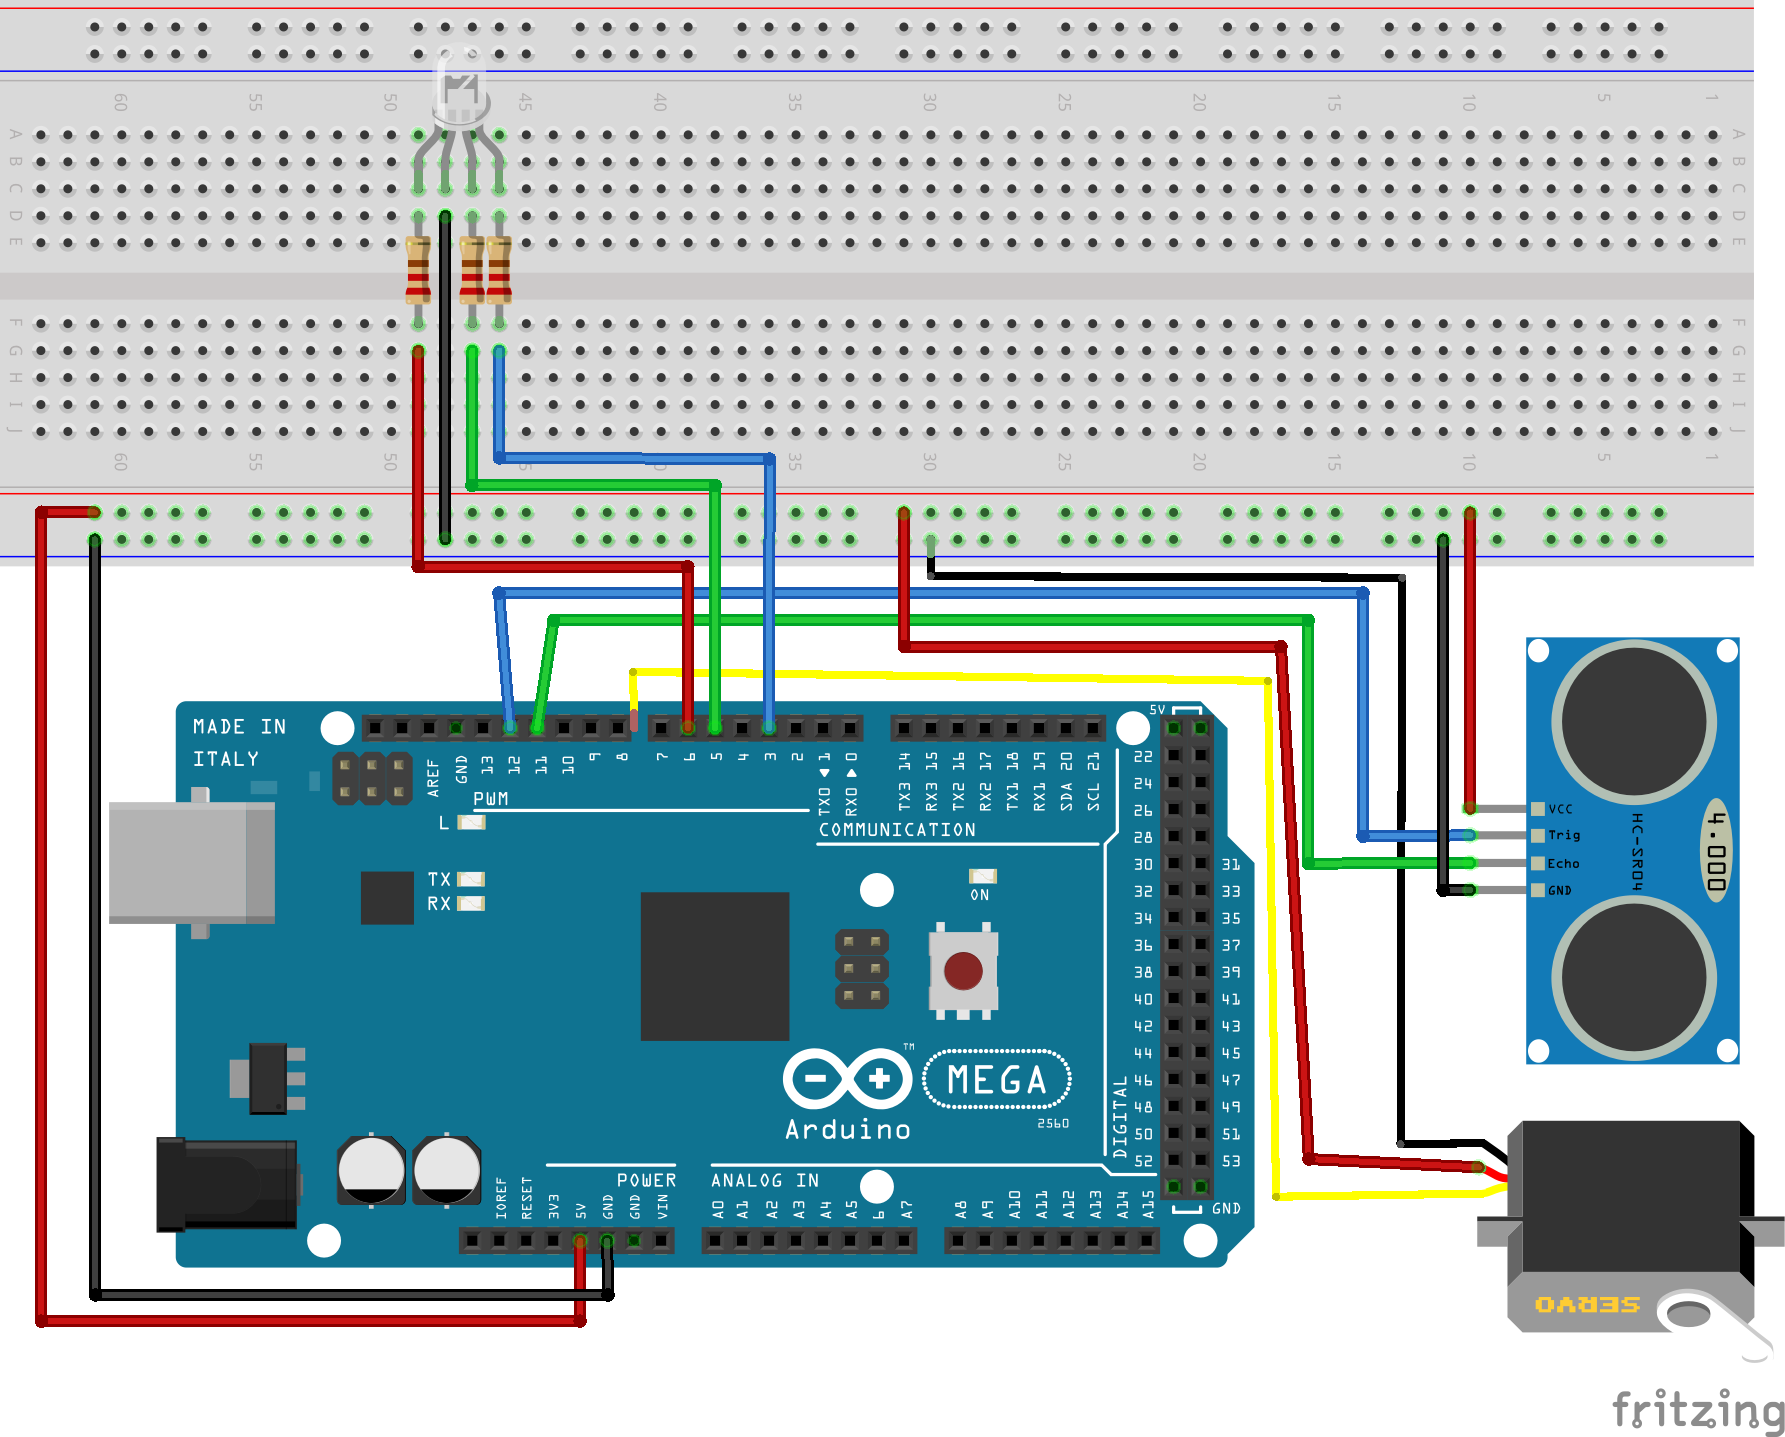 60 55 50 45 40 35 30 25 20 15 10 5 1
A A
B B
C C
D D
E E
F F
G G
H H
I I
J J
60 55 50 45 40 35 30 25 20 15 10 5 1
MADE IN
ITALY
AREF
GND
13
12
11
10
9
8
7
6
5
4
3
2
TX0 1
RX0 0
TX3 14
RX3 15
TX2 16
RX2 17
TX1 18
RX1 19
SDA 20
SCL 21
PWM
COMMUNICATION
L
TX
RX
ON
5V
22
24
26
28
30 31
32 33
34 35
36 37
38 39
40 41
42 43
44 45
46 47
48 49
50 51
52 53
GND
DIGITAL
TM
MEGA
Arduino
2560
POWER
ANALOG IN
IOREF
RESET
3V3
5V
GND
GND
VIN
A0
A1
A2
A3
A4
A5
6
A7
A8
A9
A10
A11
A12
A13
A14
A15
VCC
Trig
Echo
GND
HC-SR04
4.000
SERVO
fritzing